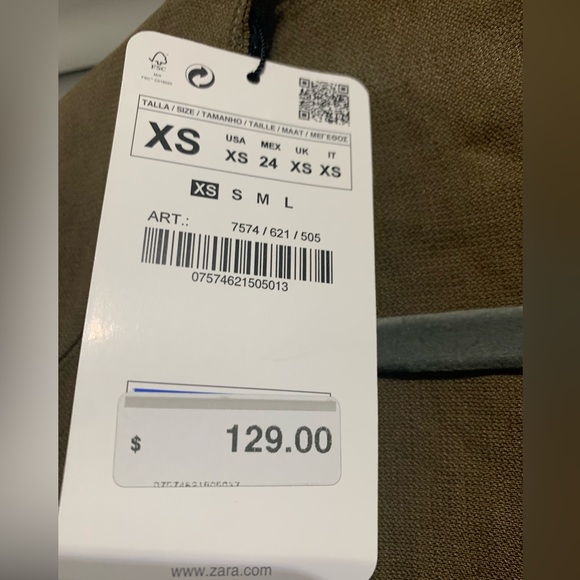 FSC
TALLA / SIZE / TAMANHO / TAILLE / MAAT / ΜΕΓΕΘΟΣ
XS
USA MEX UK IT
XS 24 XS XS
XS S M L
ART.: 7574 / 621 / 505
07574621505013
$ 129.00
www.zara.com